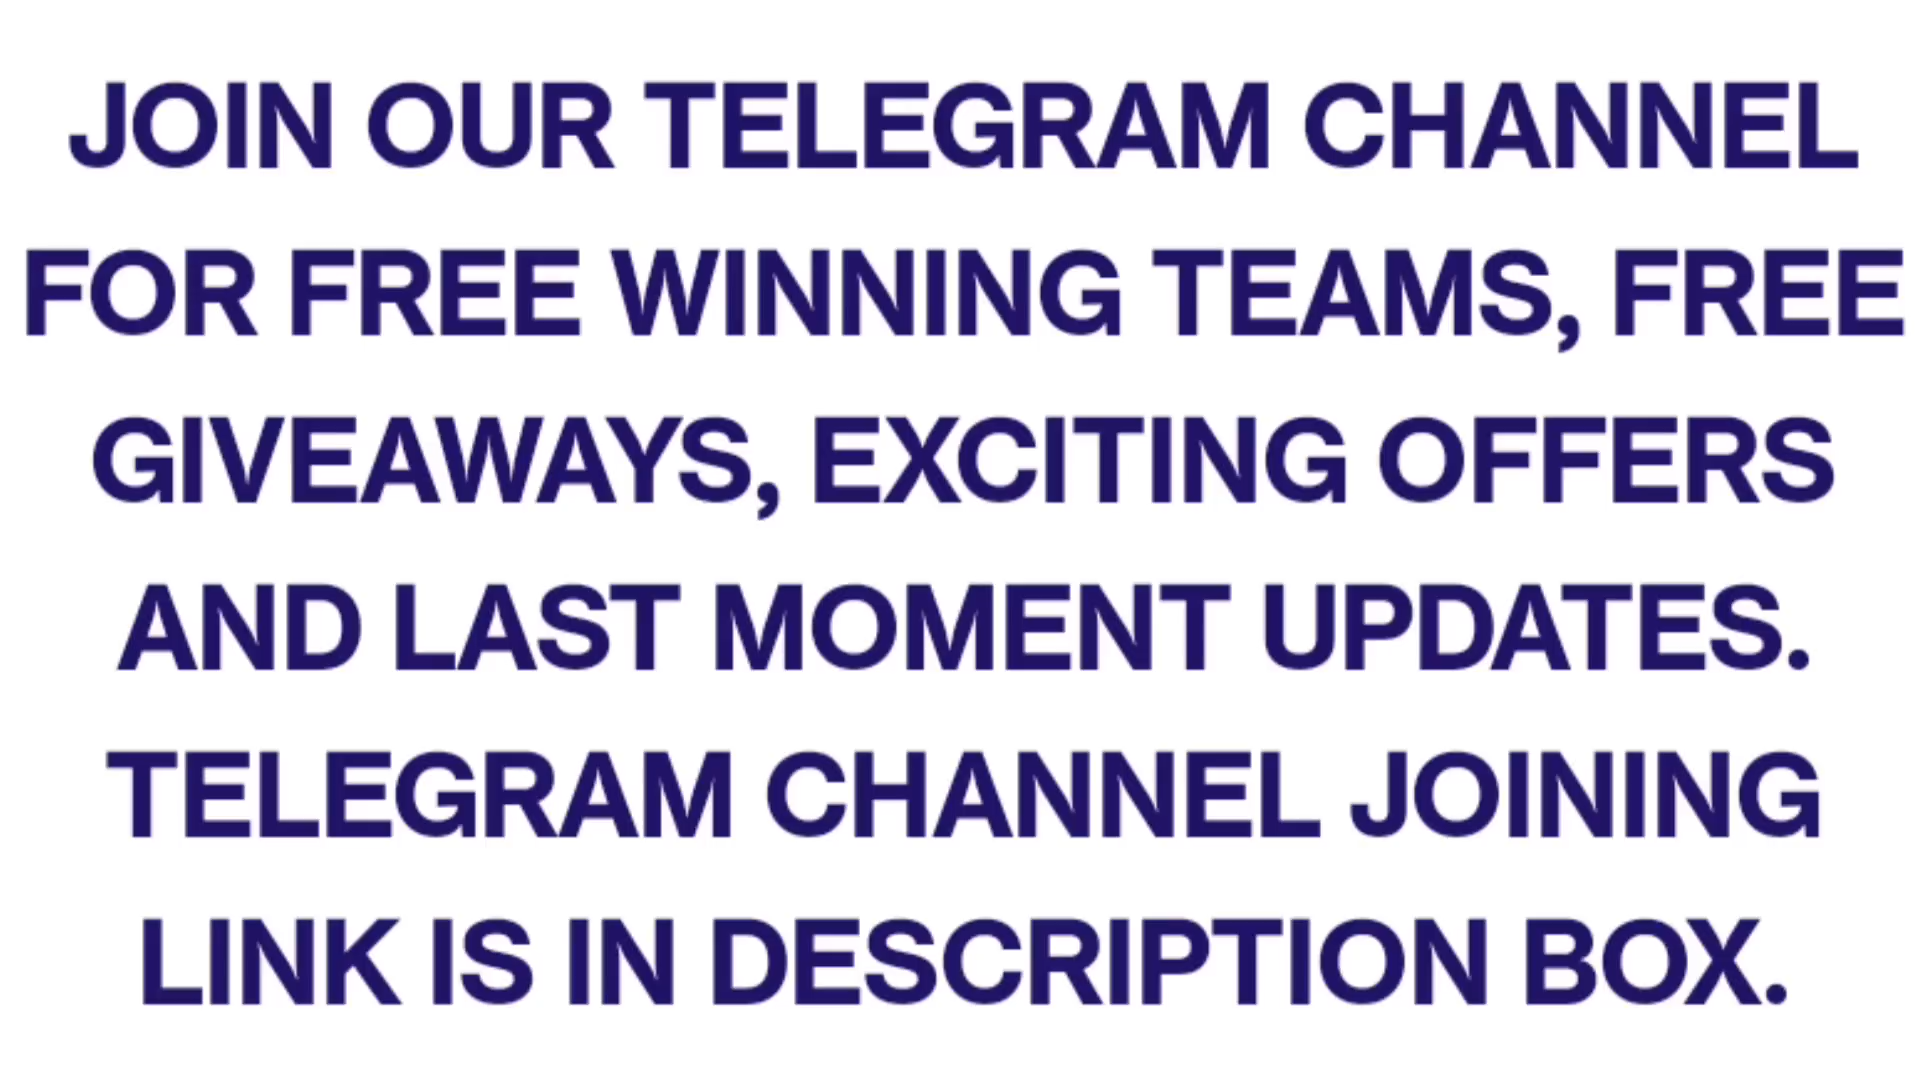 JOIN OUR TELEGRAM CHANNEL
FOR FREE WINNING TEAMS, FREE
GIVEAWAYS, EXCITING OFFERS
AND LAST MOMENT UPDATES.
TELEGRAM CHANNEL JOINING
LINK IS IN DESCRIPTION BOX.